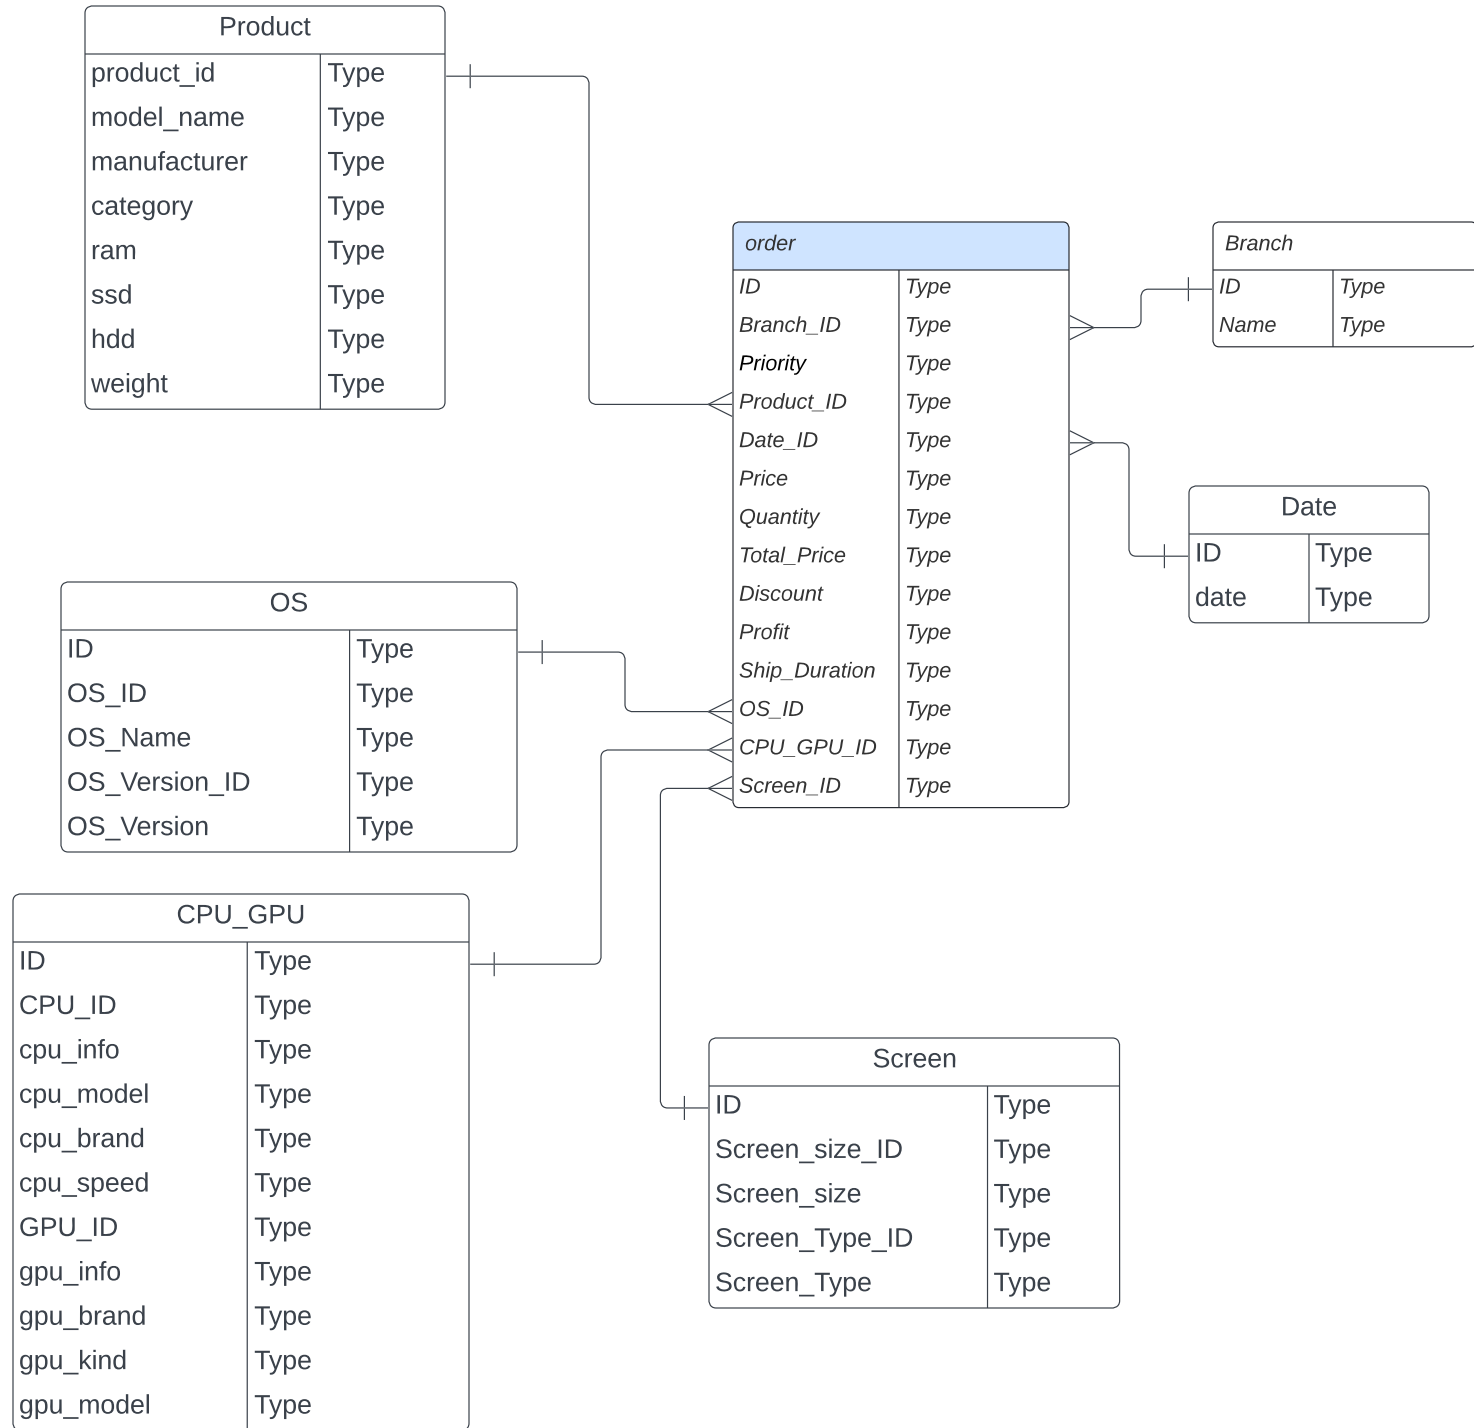 Product
product_id Type
model_name Type
manufacturer Type
category Type
ram Type
ssd Type
hdd Type
weight Type
order
ID Type
Branch_ID Type
Priority Type
Product_ID Type
Date_ID Type
Price Type
Quantity Type
Total_Price Type
Discount Type
Profit Type
Ship_Duration Type
OS_ID Type
CPU_GPU_ID Type
Screen_ID Type
Branch
ID Type
Name Type
Date
ID Type
date Type
OS
ID Type
OS_ID Type
OS_Name Type
OS_Version_ID Type
OS_Version Type
CPU_GPU
ID Type
CPU_ID Type
cpu_info Type
cpu_model Type
cpu_brand Type
cpu_speed Type
GPU_ID Type
gpu_info Type
gpu_brand Type
gpu_kind Type
gpu_model Type
Screen
ID Type
Screen_size_ID Type
Screen_size Type
Screen_Type_ID Type
Screen_Type Type